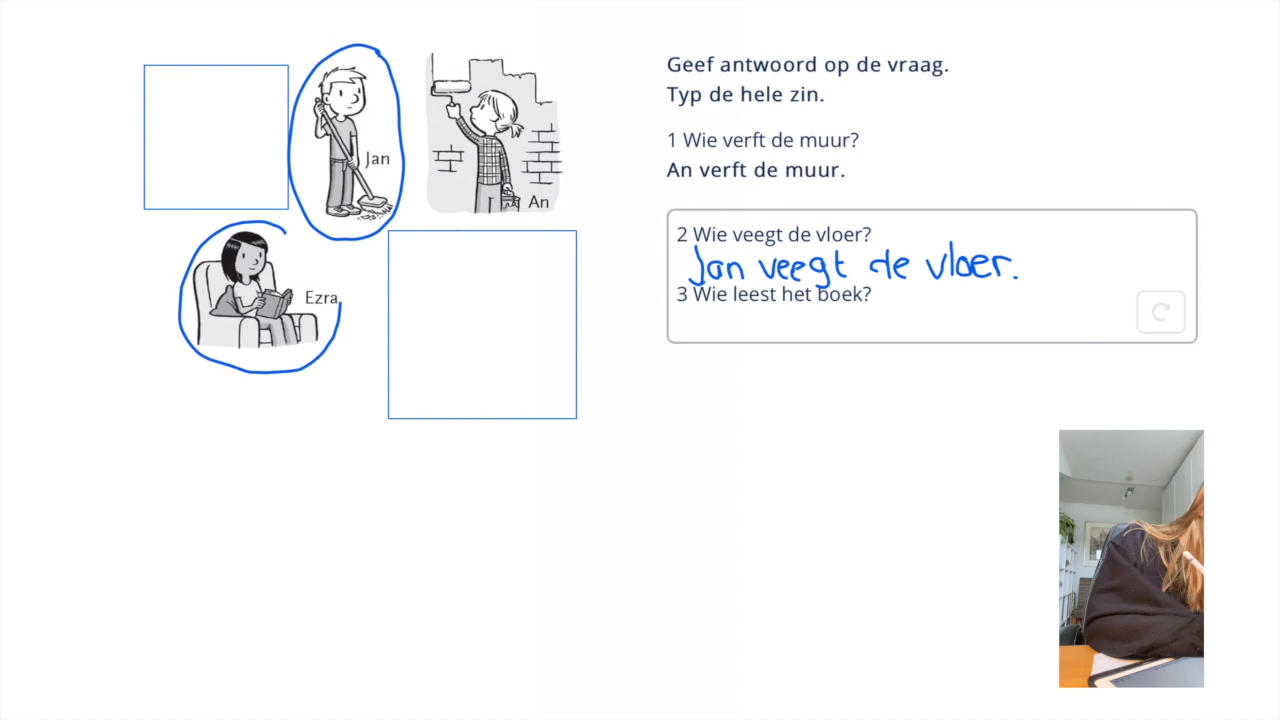 Jan
An
Ezra
Geef antwoord op de vraag.
Typ de hele zin.
1 Wie verft de muur?
An verft de muur.
2 Wie veegt de vloer?
Jan veegt de vloer.
3 Wie leest het boek?